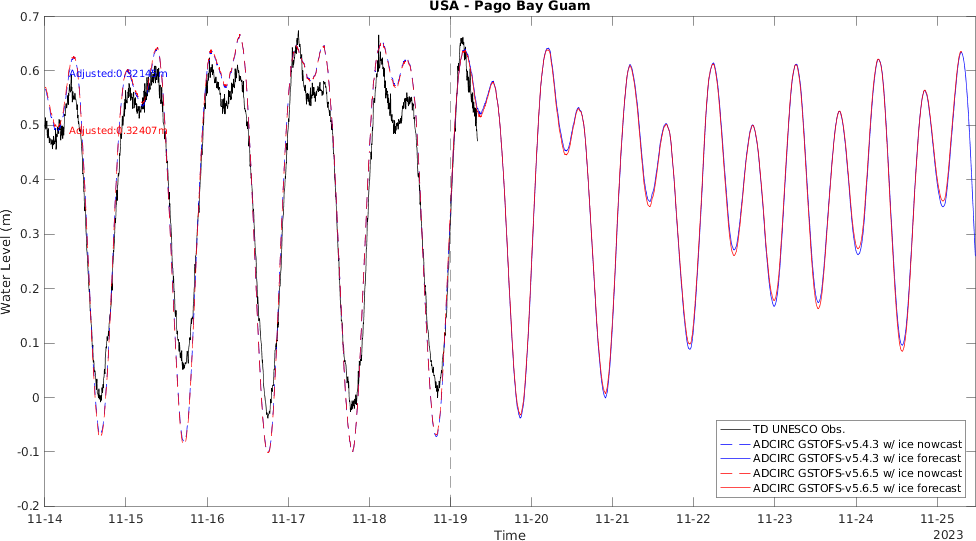 USA - Pago Bay Guam
0.7
0.6
0.5
0.4
0.3
0.2
0.1
0
-0.1
-0.2
Water Level (m)
Adjusted:0.3214 m
Adjusted:0.32407m
TD UNESCO Obs.
ADCIRC GSTOFS-v5.4.3 w/ ice nowcast
ADCIRC GSTOFS-v5.4.3 w/ ice forecast
ADCIRC GSTOFS-v5.6.5 w/ ice nowcast
ADCIRC GSTOFS-v5.6.5 w/ ice forecast
11-14 11-15 11-16 11-17 11-18 11-19 11-20 11-21 11-22 11-23 11-24 11-25
Time
2023